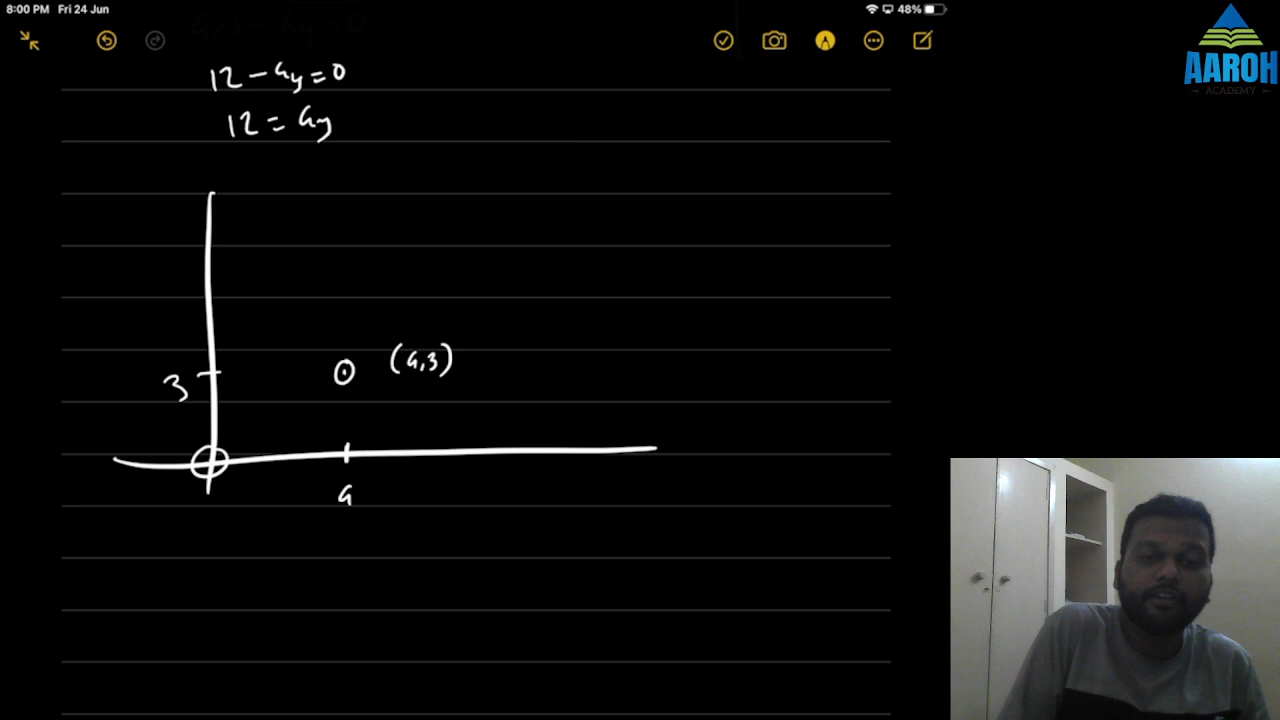 8:00 PM Fri 24 Jun
48%
AAROH
ACADEMY
12 - 4y = 0
12 = 4y
(4,3)
3
4